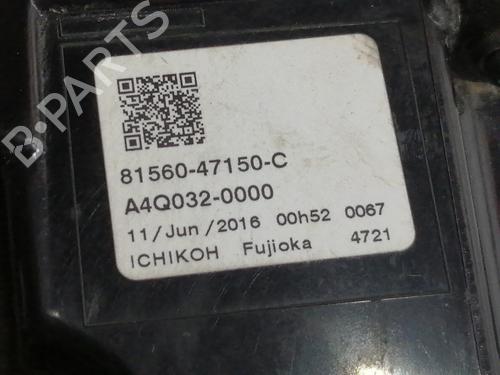 B-PARTS
81560-47150-C
A4Q032-0000
11/Jun/2016 00h52 0067
ICHIKOH Fujioka 4721